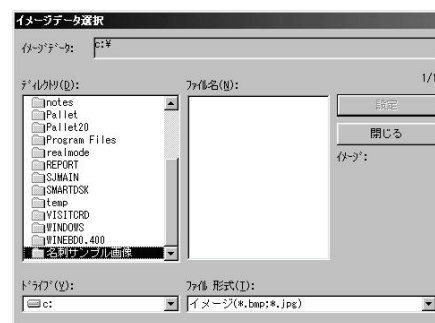 イメージデータ選択
ｲﾒｰｼﾞﾃﾞｰﾀ: c:¥
ﾃﾞｨﾚｸﾄﾘ(D):
notes
Pallet
Pallet20
Program Files
realmode
REPORT
SJMAIN
SMARTDSK
temp
VISITCRD
WINDOWS
WINEBDO.400
名刺サンプル画像
ﾌｧｲﾙ名(N):
1/1
設定
閉じる
ｲﾒｰｼﾞ:
ﾄﾞﾗｲﾌﾞ(V):
c:
ﾌｧｲﾙ 形式(T):
イメージ(*.bmp;*.jpg)